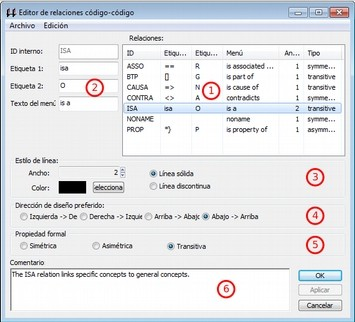 Editor de relaciones código-código
Archivo Edición
ID interno: ISA
Etiqueta 1: isa
Etiqueta 2: O
Texto del menú is a
2
Relaciones:
ID Etique... Etique... Menú An... Tipo
ASSO == R is associated ... 1 symme...
BTP [] G is part of 1 transitive
CAUSA => N is cause of 1 transitive
CONTRA <> A contradicts 1 symme...
ISA isa O is a 2 transitive
NONAME noname 1 symme...
PROP *} P is property of 1 asymm...
1
Estilo de línea:
Ancho: 2
Color: elecciona
Línea sólida
Línea discontinua
3
Dirección de diseño preferido:
Izquierda -> De Derecha -> Izquie Arriba -> Abajo Abajo -> Arriba
4
Propiedad formal
Simétrica Asimétrica Transitiva
5
Comentario
The ISA relation links specific concepts to general concepts.
6
OK
Aplicar
Cancelar